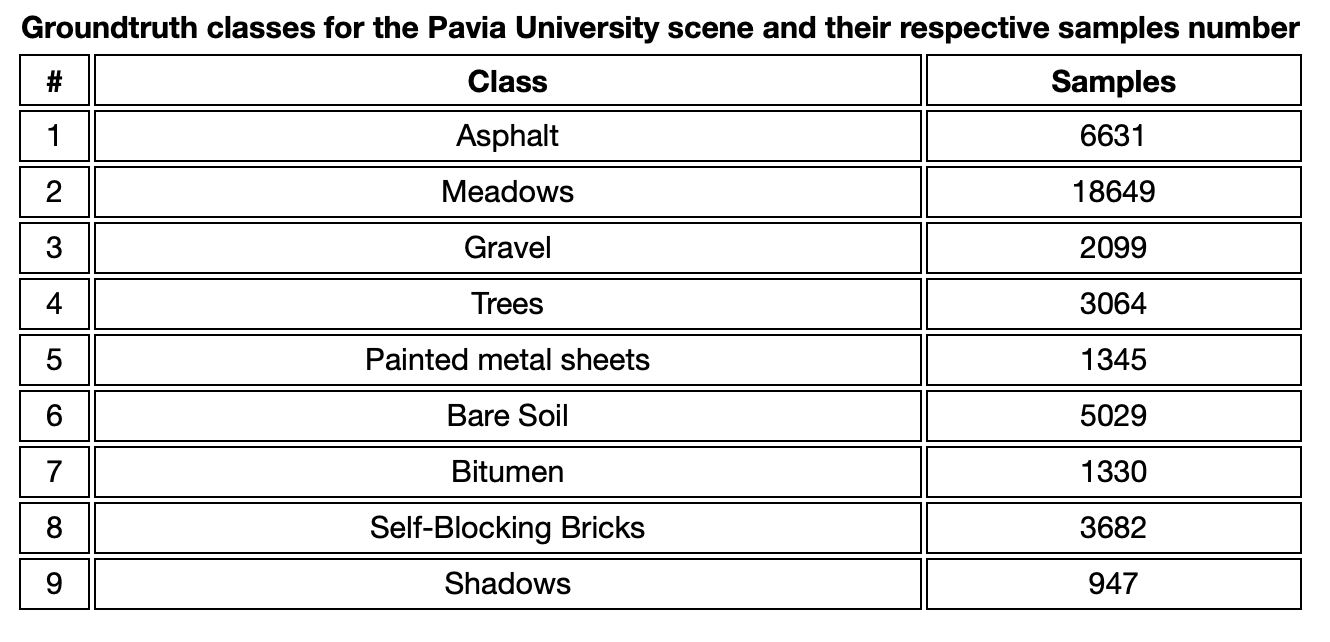 Groundtruth classes for the Pavia University scene and their respective samples number
# Class Samples
1 Asphalt 6631
2 Meadows 18649
3 Gravel 2099
4 Trees 3064
5 Painted metal sheets 1345
6 Bare Soil 5029
7 Bitumen 1330
8 Self-Blocking Bricks 3682
9 Shadows 947